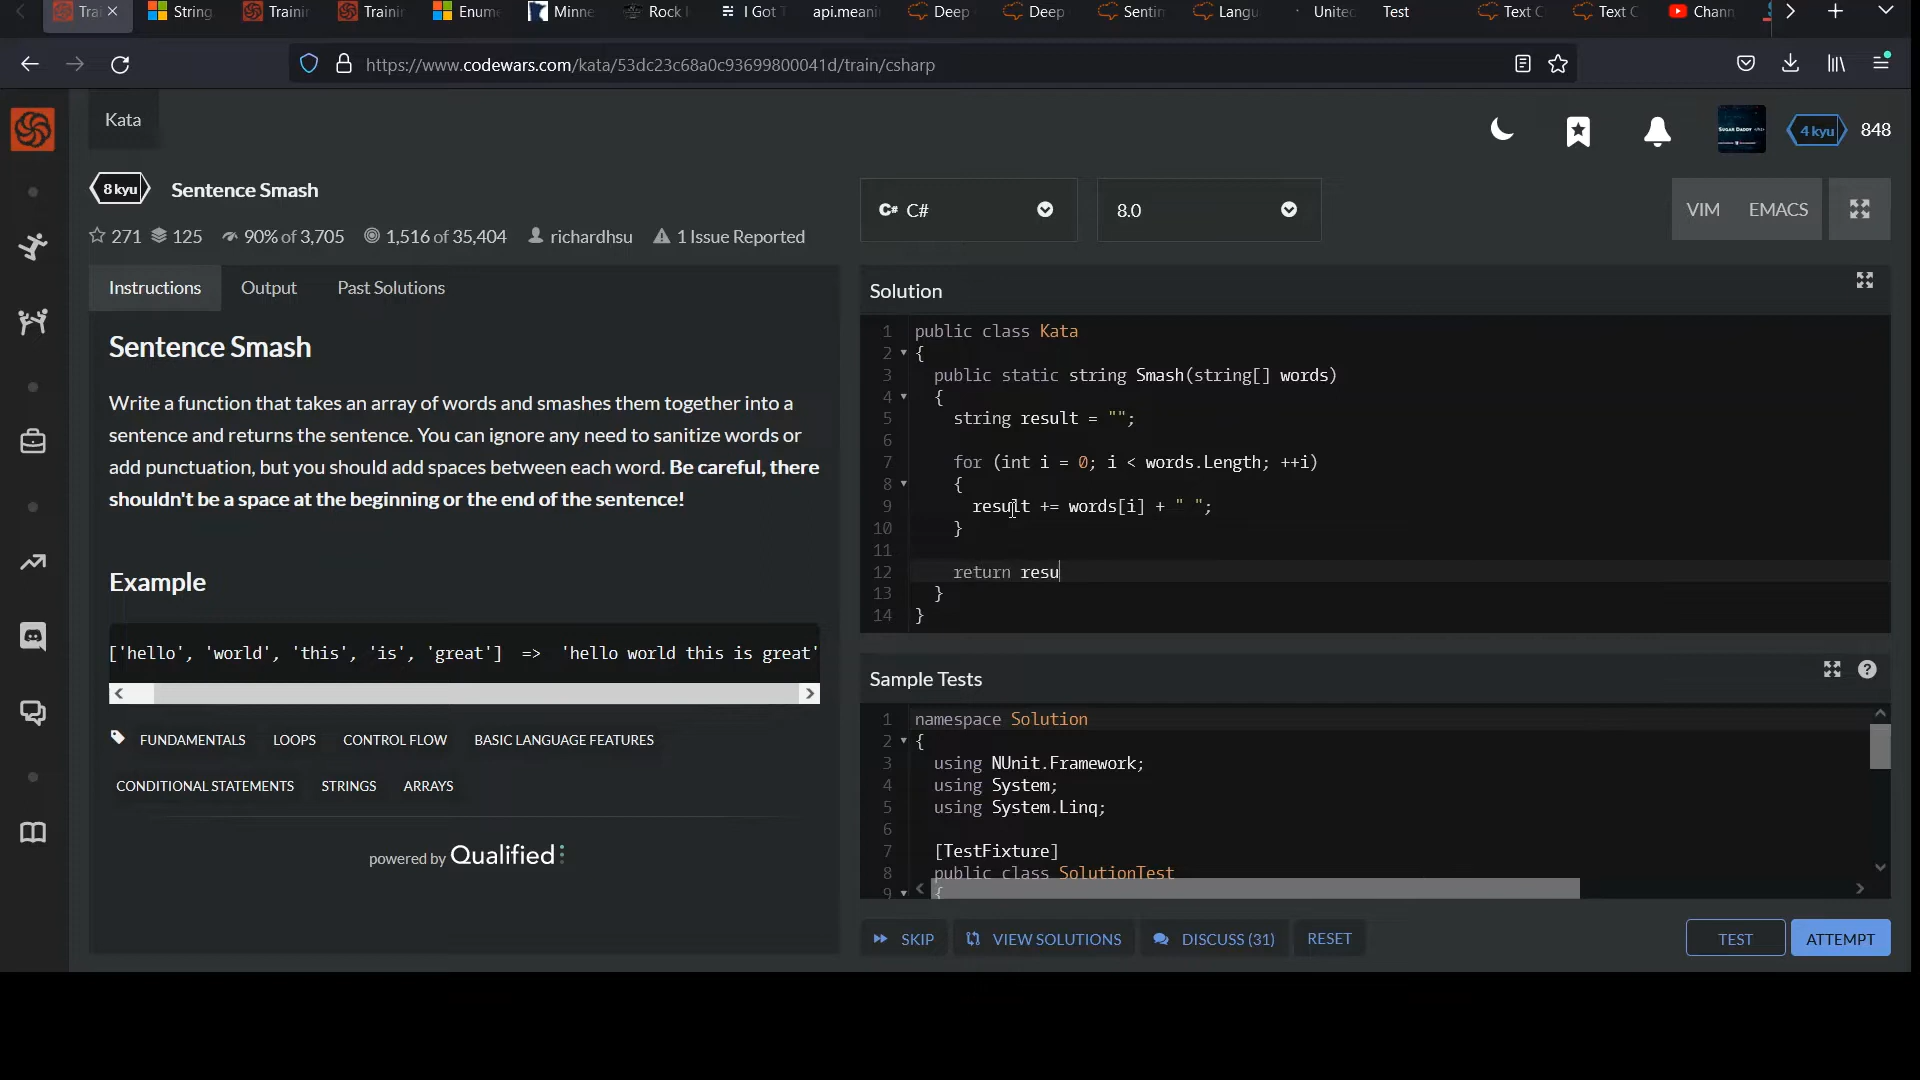 Trai
String
Trainin
Trainin
Enume
Minne
Rock
I Got T
api.meani
Deep
Deep
Sentin
Langu
Unitec
Test
Text C
Text C
Chann
https://www.codewars.com/kata/53dc23c68a0c93699800041d/train/csharp
Kata
SUGAR DADDY
4 kyu
848
8 kyu
Sentence Smash
C# C#
8.0
VIM
EMACS
271
125
90% of 3,705
1,516 of 35,404
richardhsu
1 Issue Reported
Instructions
Output
Past Solutions
Sentence Smash
Write a function that takes an array of words and smashes them together into a
sentence and returns the sentence. You can ignore any need to sanitize words or
add punctuation, but you should add spaces between each word. Be careful, there
shouldn't be a space at the beginning or the end of the sentence!
Example
['hello', 'world', 'this', 'is', 'great']  =>  'hello world this is great'
FUNDAMENTALS
LOOPS
CONTROL FLOW
BASIC LANGUAGE FEATURES
CONDITIONAL STATEMENTS
STRINGS
ARRAYS
powered by Qualified
Solution
1 public class Kata
2 {
3   public static string Smash(string[] words)
4   {
5     string result = "";
6
7     for (int i = 0; i < words.Length; ++i)
8     {
9       result += words[i] + " ";
10     }
11
12     return resu
13   }
14 }
Sample Tests
1 namespace Solution
2 {
3   using NUnit.Framework;
4   using System;
5   using System.Linq;
6
7   [TestFixture]
8   public class SolutionTest
9   {
SKIP
VIEW SOLUTIONS
DISCUSS (31)
RESET
TEST
ATTEMPT